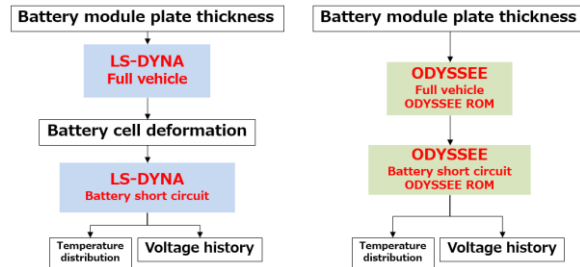 Battery module plate thickness
LS-DYNA
Full vehicle
Battery cell deformation
LS-DYNA
Battery short circuit
Temperature
distribution
Voltage history
Battery module plate thickness
ODYSSEE
Full vehicle
ODYSSEE ROM
ODYSSEE
Battery short circuit
ODYSSEE ROM
Temperature
distribution
Voltage history